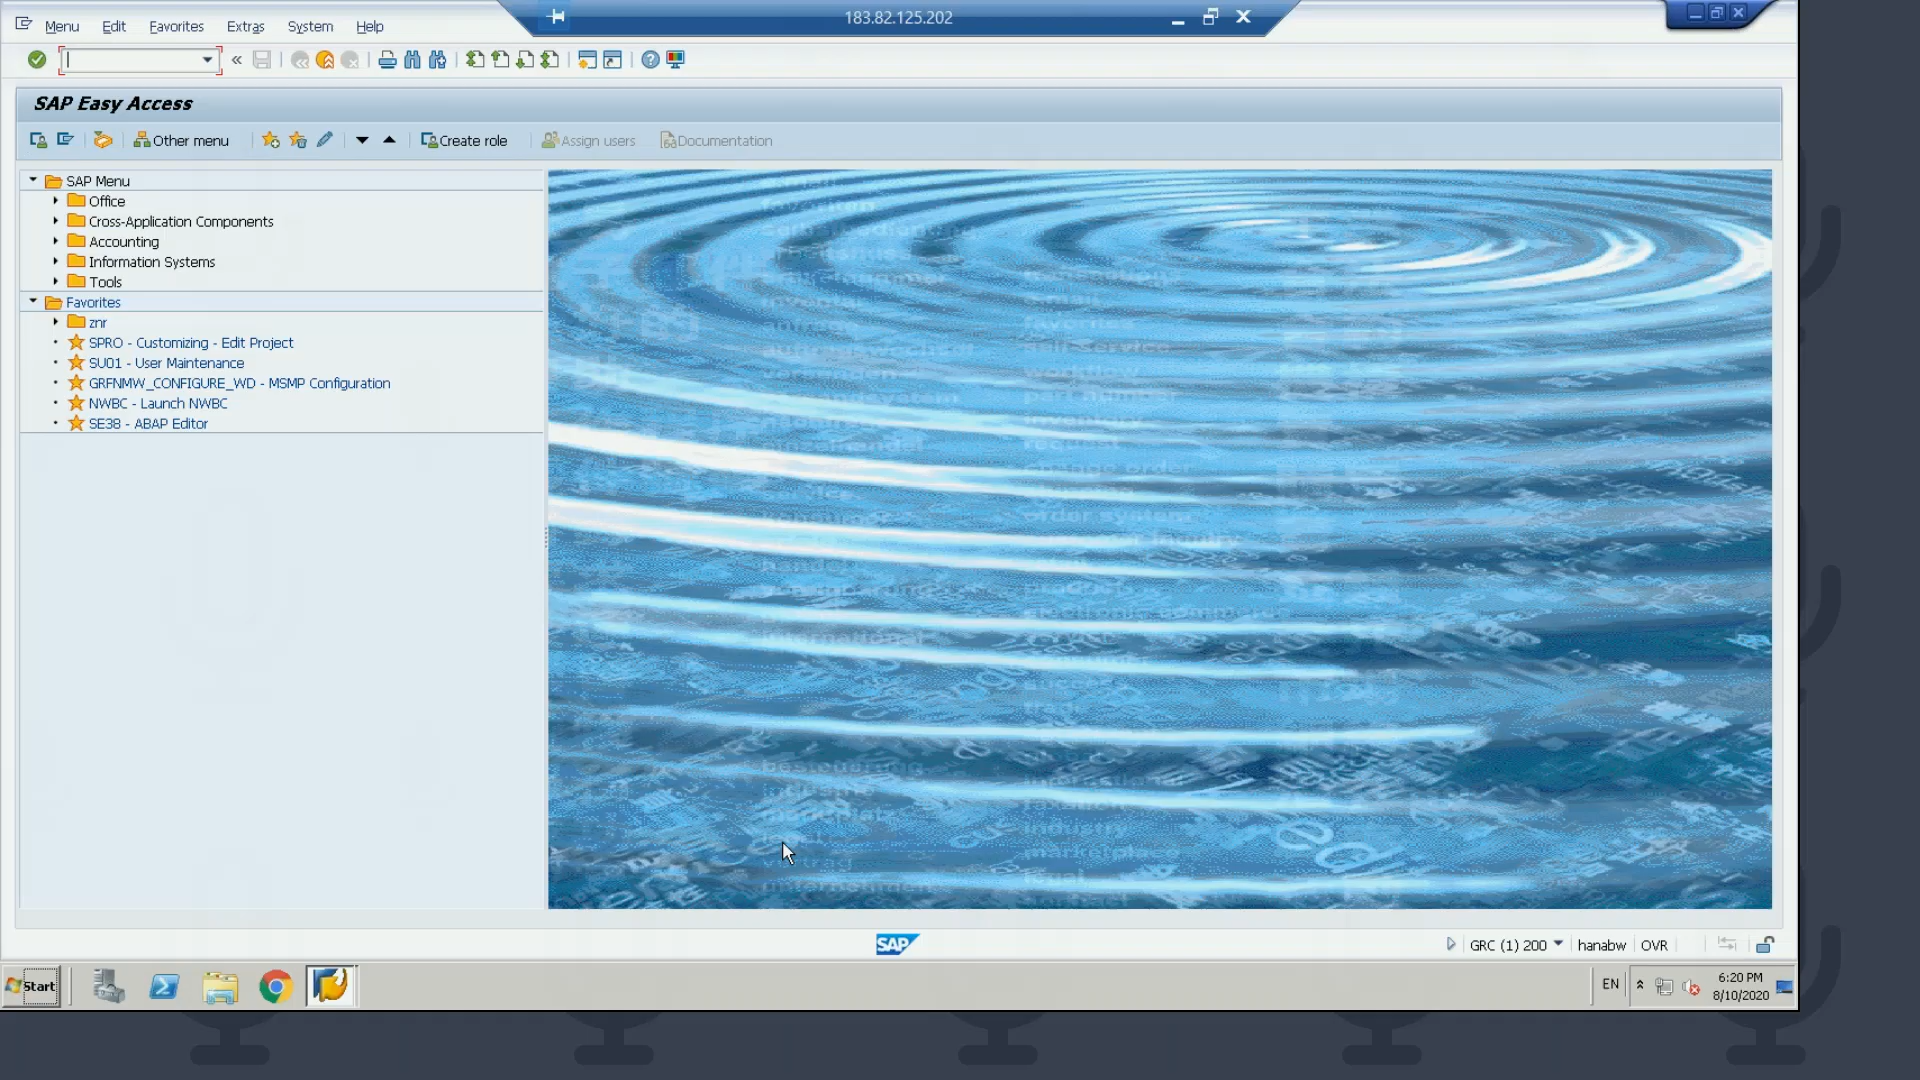 183.82.125.202
Menu Edit Favorites Extras System Help
SAP Easy Access
Other menu Create role Assign users Documentation
SAP Menu
Office
Cross-Application Components
Accounting
Information Systems
Tools
Favorites
znr
SPRO - Customizing - Edit Project
SU01 - User Maintenance
GRFNMW_CONFIGURE_WD - MSMP Configuration
NWBC - Launch NWBC
SE38 - ABAP Editor
SAP
GRC (1) 200 hanabw OVR
Start
EN
6:20 PM
8/10/2020